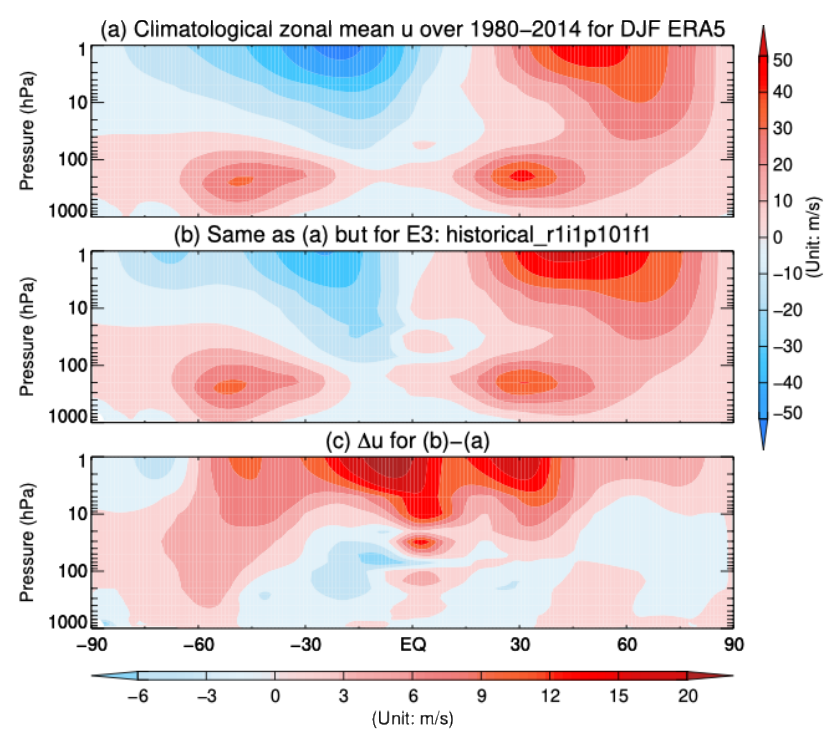 (a) Climatological zonal mean u over 1980−2014 for DJF ERA5
1
10
100
1000
Pressure (hPa)
(b) Same as (a) but for E3: historical_r1i1p101f1
1
10
100
1000
Pressure (hPa)
(c) Δu for (b)−(a)
1
10
100
1000
Pressure (hPa)
−90 −60 −30 EQ 30 60 90
50
40
30
20
10
0
−10
−20
−30
−40
−50
(Unit: m/s)
−6 −3 0 3 6 9 12 15 20
(Unit: m/s)